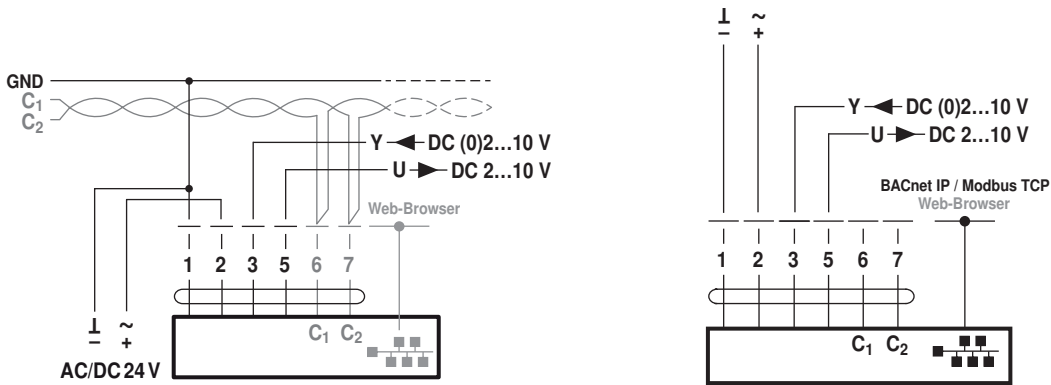 GND
C1
C2
Y DC (0)2...10 V
U DC 2...10 V
Web-Browser
1 2 3 5 6 7
C1 C2
⊥ ~
– +
AC/DC 24 V
⊥ ~
– +
Y DC (0)2...10 V
U DC 2...10 V
BACnet IP / Modbus TCP
Web-Browser
1 2 3 5 6 7
C1 C2